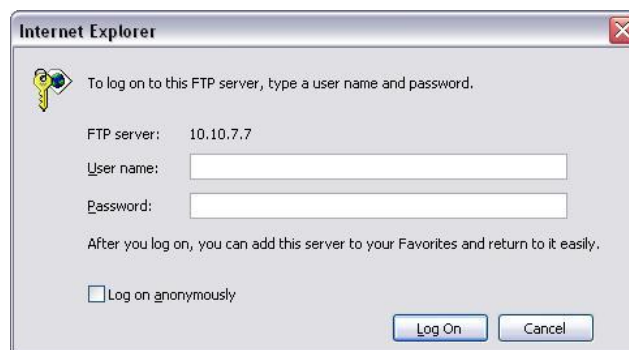 Internet Explorer
To log on to this FTP server, type a user name and password.
FTP server: 10.10.7.7
User name:
Password:
After you log on, you can add this server to your Favorites and return to it easily.
Log on anonymously
Log On Cancel